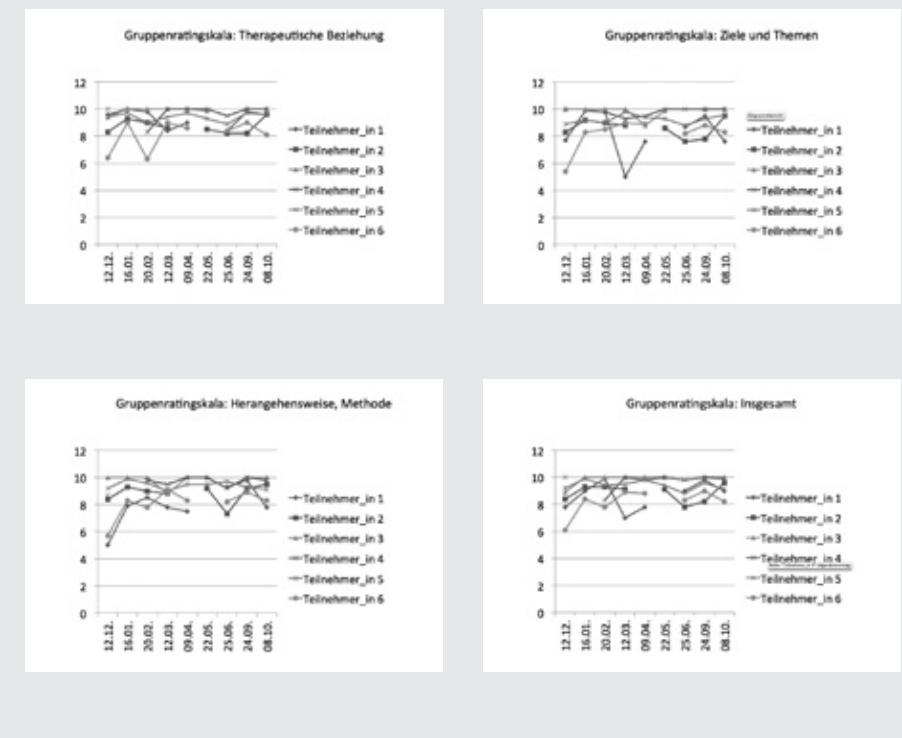 Gruppenratingskala: Therapeutische Beziehung
12
10
8
6
4
2
0
12.12.
16.01.
20.02.
12.03.
09.04.
22.05.
25.06.
24.09.
08.10.
Teilnehmer_in 1
Teilnehmer_in 2
Teilnehmer_in 3
Teilnehmer_in 4
Teilnehmer_in 5
Teilnehmer_in 6
Gruppenratingskala: Ziele und Themen
12
10
8
6
4
2
0
12.12.
16.01.
20.02.
12.03.
09.04.
22.05.
25.06.
24.09.
08.10.
Teilnehmer_in 1
Teilnehmer_in 2
Teilnehmer_in 3
Teilnehmer_in 4
Teilnehmer_in 5
Teilnehmer_in 6
Gruppenratingskala: Herangehensweise, Methode
12
10
8
6
4
2
0
12.12.
16.01.
20.02.
12.03.
09.04.
22.05.
25.06.
24.09.
08.10.
Teilnehmer_in 1
Teilnehmer_in 2
Teilnehmer_in 3
Teilnehmer_in 4
Teilnehmer_in 5
Teilnehmer_in 6
Gruppenratingskala: Insgesamt
12
10
8
6
4
2
0
12.12.
16.01.
20.02.
12.03.
09.04.
22.05.
25.06.
24.09.
08.10.
Teilnehmer_in 1
Teilnehmer_in 2
Teilnehmer_in 3
Teilnehmer_in 4
Teilnehmer_in 5
Teilnehmer_in 6